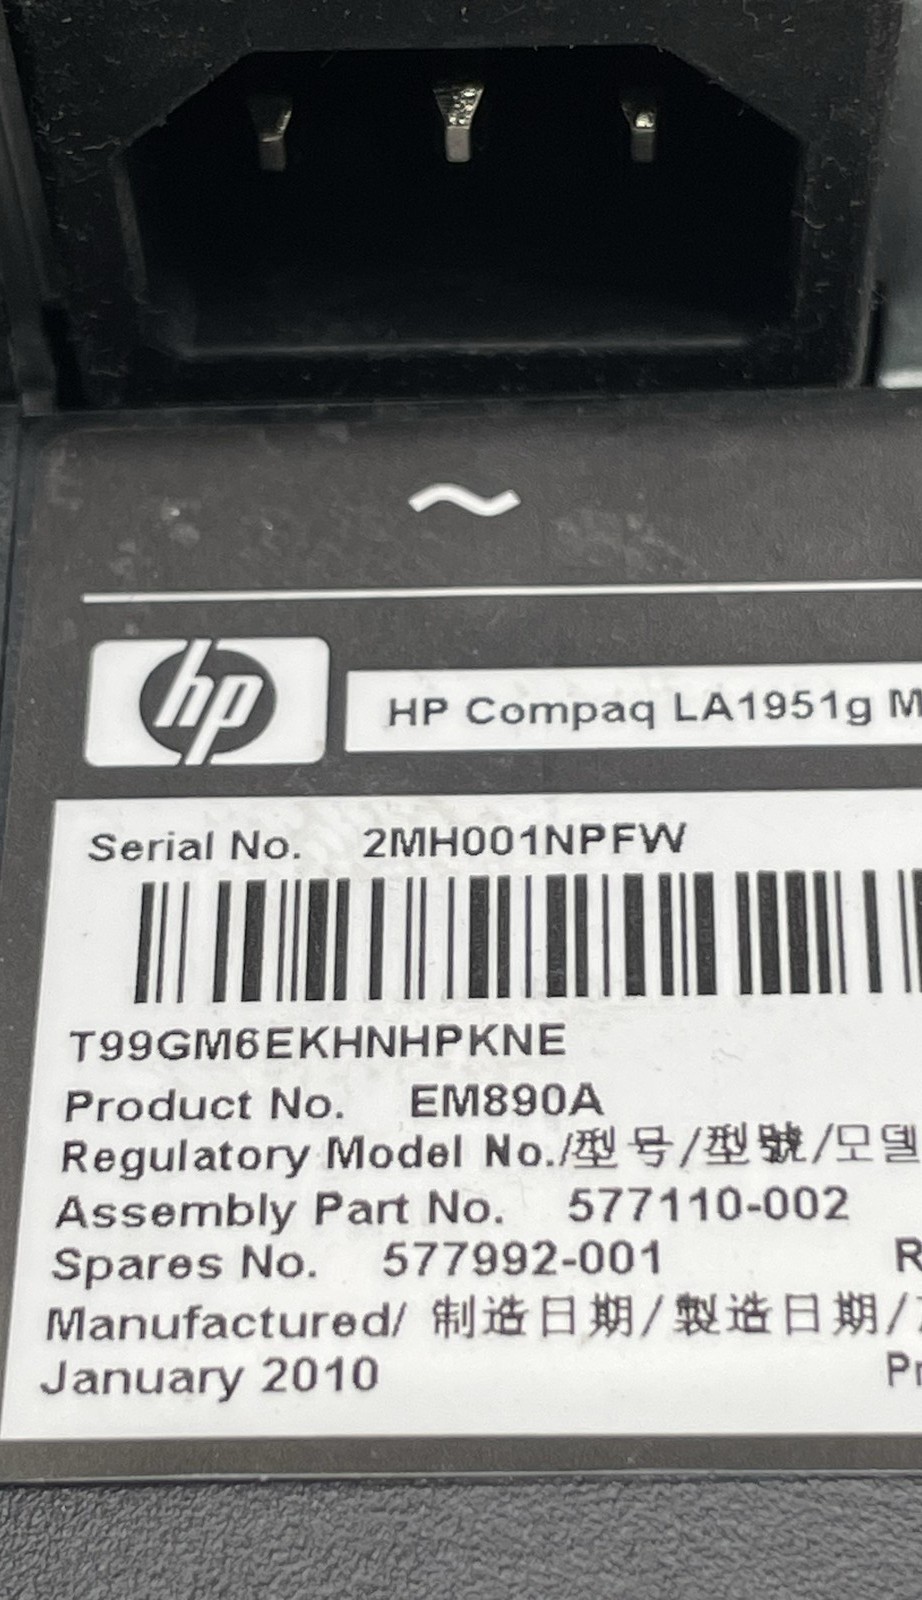 ~
hp
HP Compaq LA1951g M
Serial No. 2MH001NPFW
T99GM6EKHNHPKNE
Product No. EM890A
Regulatory Model No./型号/型號/모델
Assembly Part No. 577110-002
Spares No. 577992-001 R
Manufactured/ 制造日期/製造日期/
January 2010 Pr